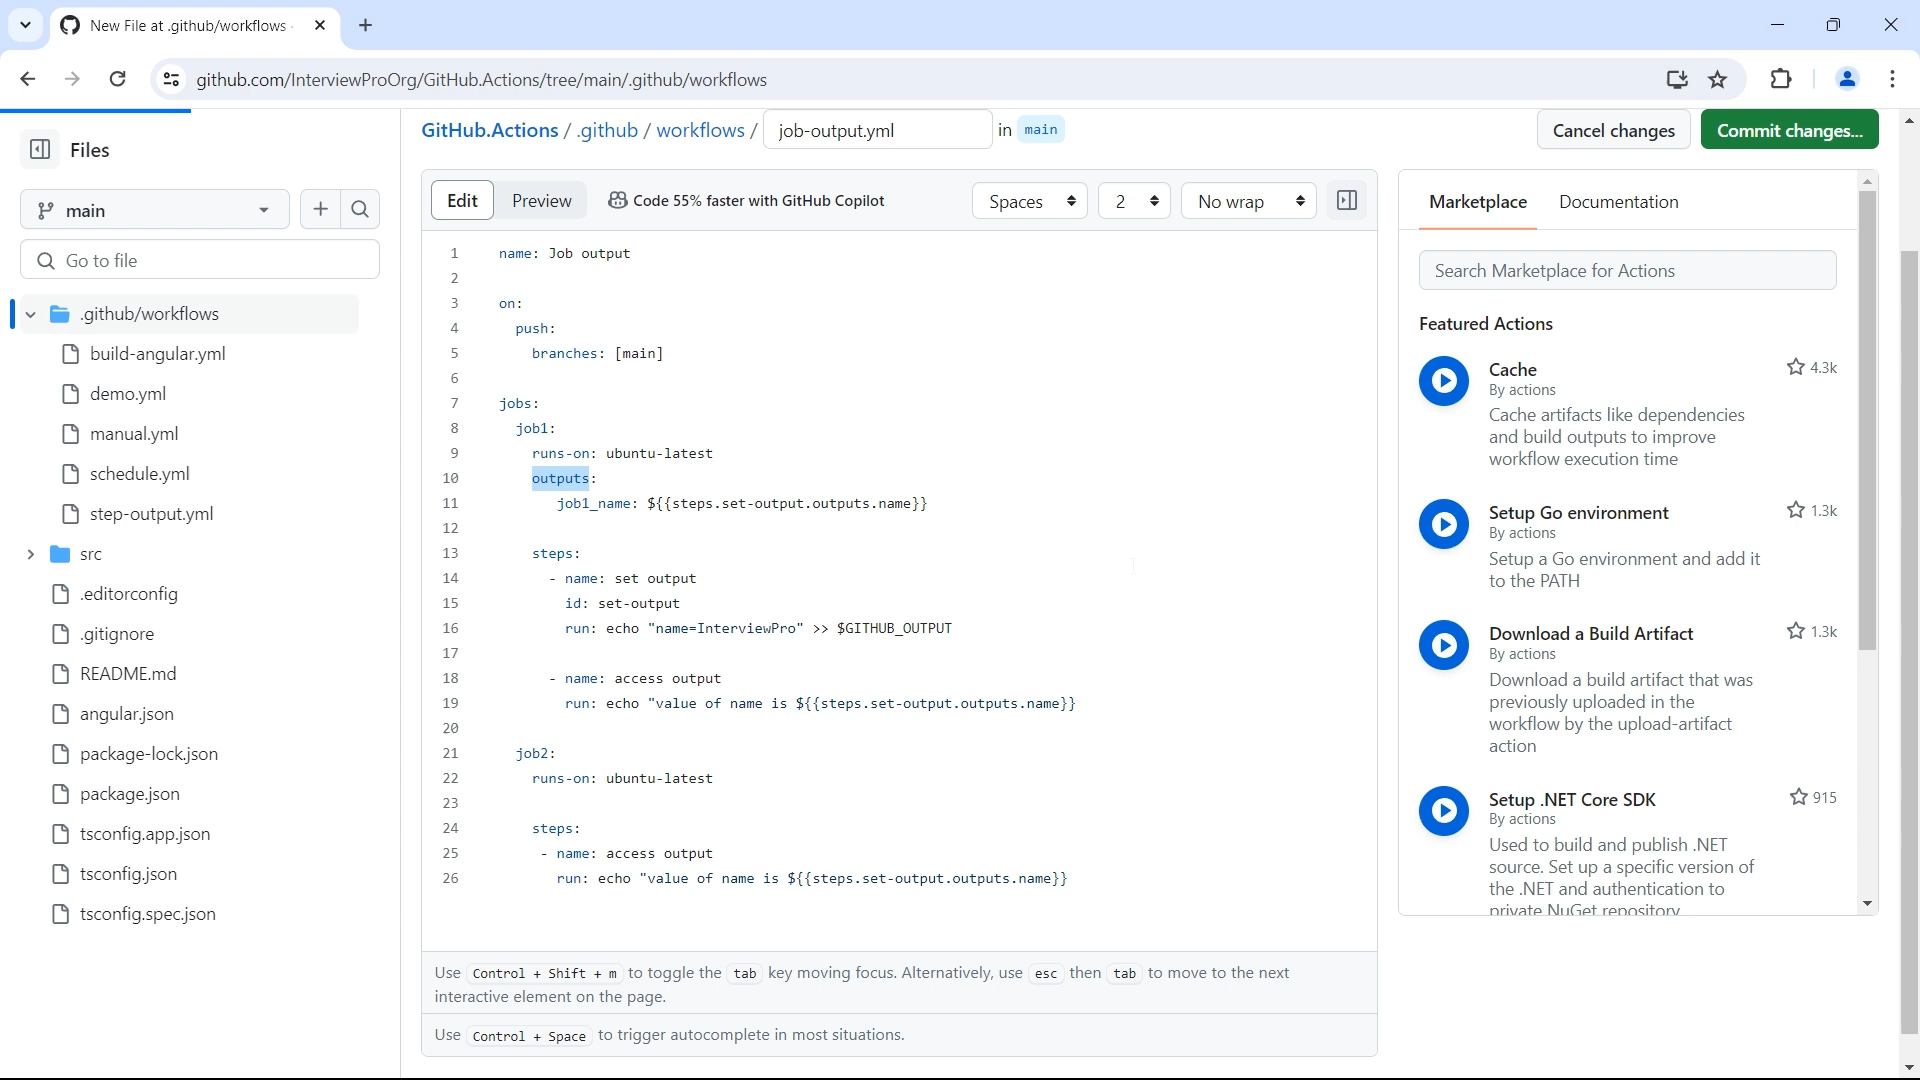 New File at .github/workflows
github.com/InterviewProOrg/GitHub.Actions/tree/main/.github/workflows
Files
main
Go to file
.github/workflows
build-angular.yml
demo.yml
manual.yml
schedule.yml
step-output.yml
src
.editorconfig
.gitignore
README.md
angular.json
package-lock.json
package.json
tsconfig.app.json
tsconfig.json
tsconfig.spec.json
GitHub.Actions / .github / workflows / job-output.yml in main
Cancel changes
Commit changes...
Edit Preview Code 55% faster with GitHub Copilot Spaces 2 No wrap
1 name: Job output
2
3 on:
4 push:
5 branches: [main]
6
7 jobs:
8 job1:
9 runs-on: ubuntu-latest
10 outputs:
11 job1_name: ${{steps.set-output.outputs.name}}
12
13 steps:
14 - name: set output
15 id: set-output
16 run: echo "name=InterviewPro" >> $GITHUB_OUTPUT
17
18 - name: access output
19 run: echo "value of name is ${{steps.set-output.outputs.name}}
20
21 job2:
22 runs-on: ubuntu-latest
23
24 steps:
25 - name: access output
26 run: echo "value of name is ${{steps.set-output.outputs.name}}
Use Control + Shift + m to toggle the tab key moving focus. Alternatively, use esc then tab to move to the next
interactive element on the page.
Use Control + Space to trigger autocomplete in most situations.
Marketplace Documentation
Search Marketplace for Actions
Featured Actions
Cache 4.3k
By actions
Cache artifacts like dependencies
and build outputs to improve
workflow execution time
Setup Go environment 1.3k
By actions
Setup a Go environment and add it
to the PATH
Download a Build Artifact 1.3k
By actions
Download a build artifact that was
previously uploaded in the
workflow by the upload-artifact
action
Setup .NET Core SDK 915
By actions
Used to build and publish .NET
source. Set up a specific version of
the .NET and authentication to
private NuGet repository